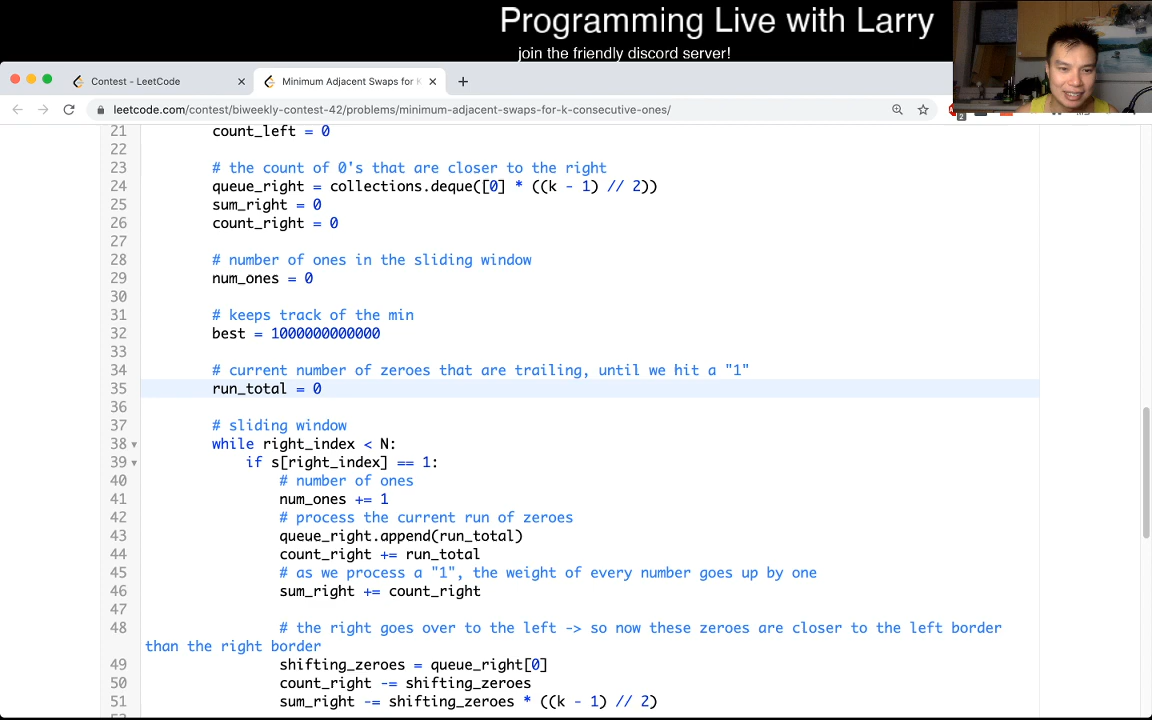 Programming Live with Larry
join the friendly discord server!
Contest - LeetCode
Minimum Adjacent Swaps for K
leetcode.com/contest/biweekly-contest-42/problems/minimum-adjacent-swaps-for-k-consecutive-ones/
2
21 count_left = 0
22
23 # the count of 0's that are closer to the right
24 queue_right = collections.deque([0] * ((k - 1) // 2))
25 sum_right = 0
26 count_right = 0
27
28 # number of ones in the sliding window
29 num_ones = 0
30
31 # keeps track of the min
32 best = 1000000000000
33
34 # current number of zeroes that are trailing, until we hit a "1"
35 run_total = 0
36
37 # sliding window
38 while right_index < N:
39 if s[right_index] == 1:
40 # number of ones
41 num_ones += 1
42 # process the current run of zeroes
43 queue_right.append(run_total)
44 count_right += run_total
45 # as we process a "1", the weight of every number goes up by one
46 sum_right += count_right
47
48 # the right goes over to the left -> so now these zeroes are closer to the left border
than the right border
49 shifting_zeroes = queue_right[0]
50 count_right -= shifting_zeroes
51 sum_right -= shifting_zeroes * ((k - 1) // 2)